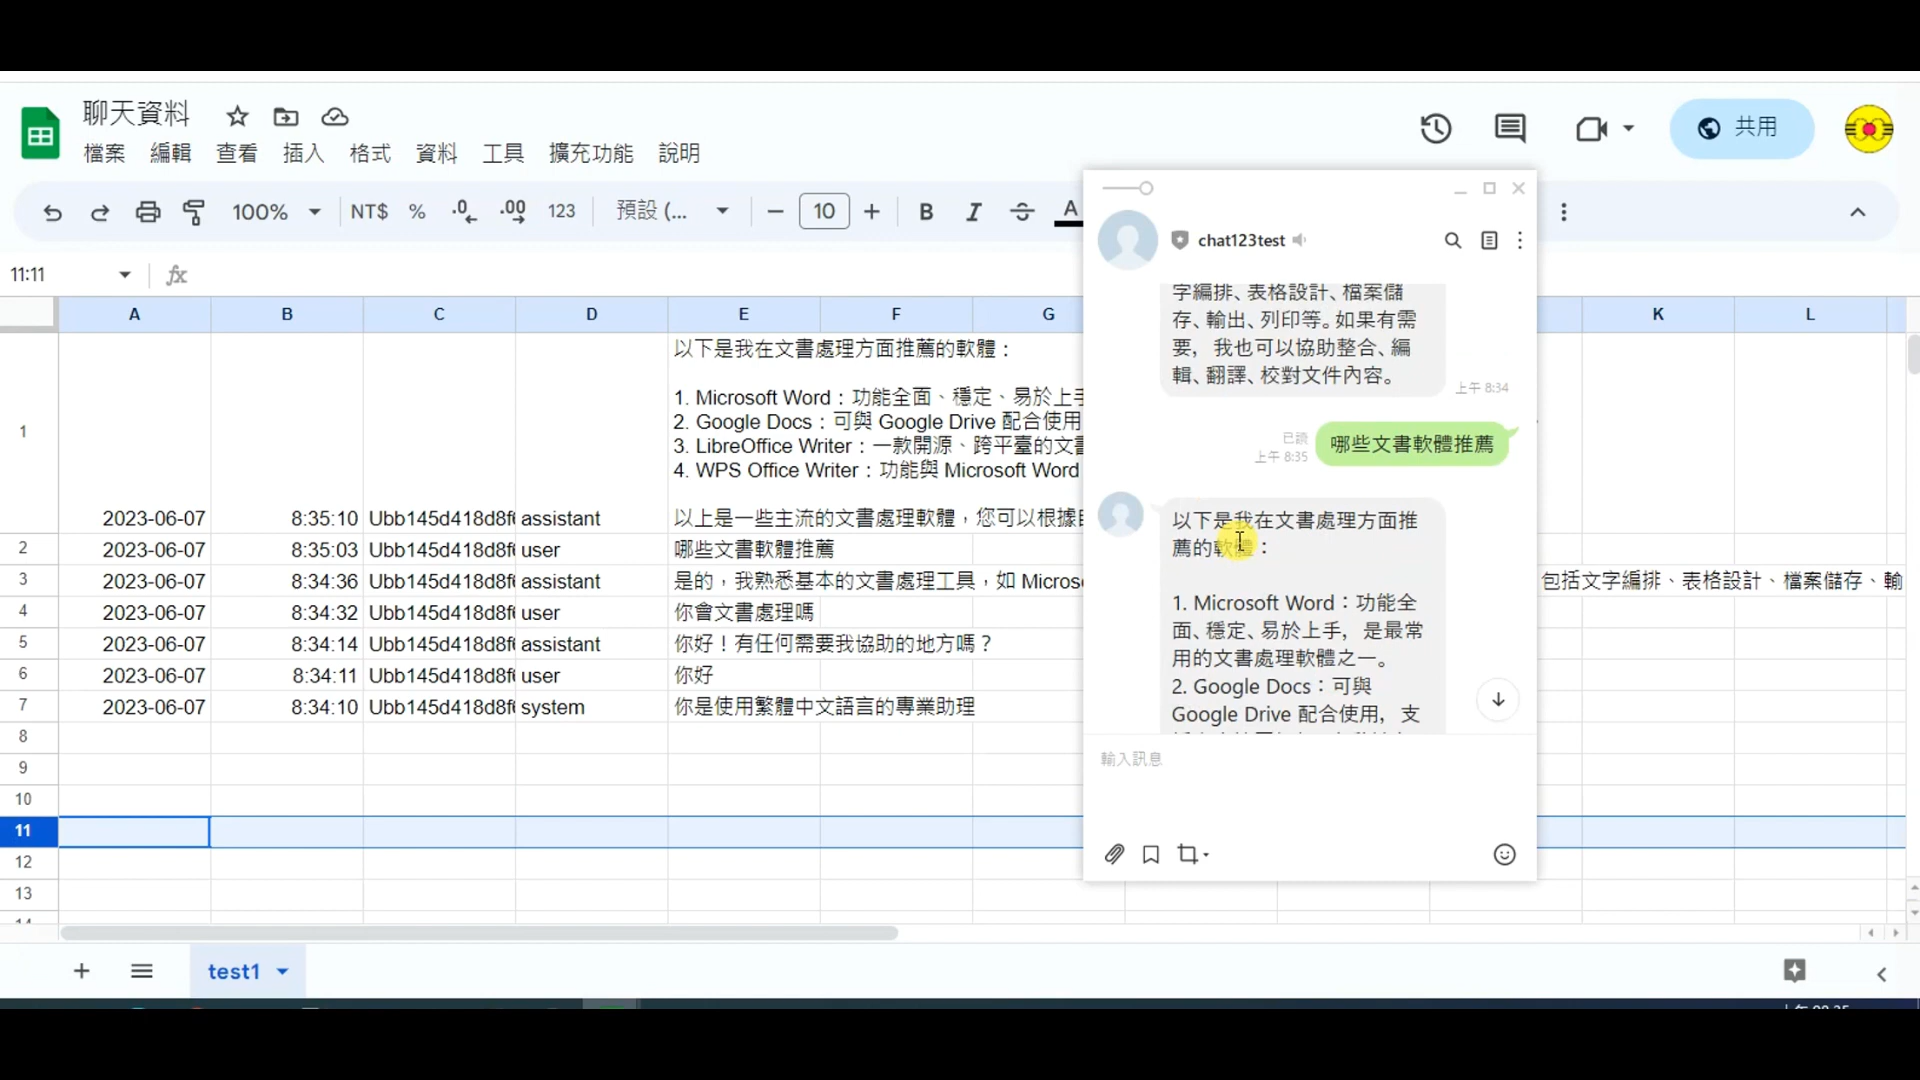 聊天資料
檔案 編輯 查看 插入 格式 資料 工具 擴充功能 說明
共用
100% NT$ % .0 .00 123 預設 (... 10 B I A
11:11 fx
A B C D E F G K L
以下是我在文書處理方面推薦的軟體：
1. Microsoft Word：功能全面、穩定、易於上手
2. Google Docs：可與 Google Drive 配合使用
3. LibreOffice Writer：一款開源、跨平臺的文書
4. WPS Office Writer：功能與 Microsoft Word
1 2023-06-07 8:35:10 Ubb145d418d8f assistant 以上是一些主流的文書處理軟體，您可以根據
2 2023-06-07 8:35:03 Ubb145d418d8f user 哪些文書軟體推薦
3 2023-06-07 8:34:36 Ubb145d418d8f assistant 是的，我熟悉基本的文書處理工具，如 Micros 包括文字編排、表格設計、檔案儲存、輸
4 2023-06-07 8:34:32 Ubb145d418d8f user 你會文書處理嗎
5 2023-06-07 8:34:14 Ubb145d418d8f assistant 你好！有任何需要我協助的地方嗎？
6 2023-06-07 8:34:11 Ubb145d418d8f user 你好
7 2023-06-07 8:34:10 Ubb145d418d8f system 你是使用繁體中文語言的專業助理
8
9
10
11
12
13
chat123test
字編排、表格設計、檔案儲
存、輸出、列印等。如果有需
要，我也可以協助整合、編
輯、翻譯、校對文件內容。
上午 8:34
已讀
上午 8:35
哪些文書軟體推薦
以下是我在文書處理方面推
薦的軟體：
1. Microsoft Word：功能全
面、穩定、易於上手，是最常
用的文書處理軟體之一。
2. Google Docs：可與
Google Drive 配合使用，支
輸入訊息
test1